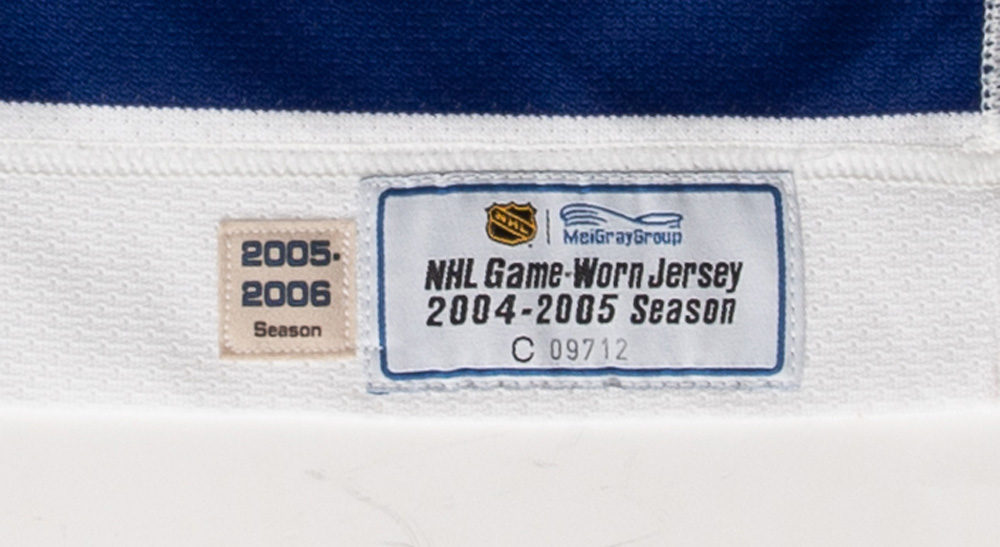 2005-
2006
Season
NHL
MeiGrayGroup
NHL Game-Worn Jersey
2004-2005 Season
C 09712